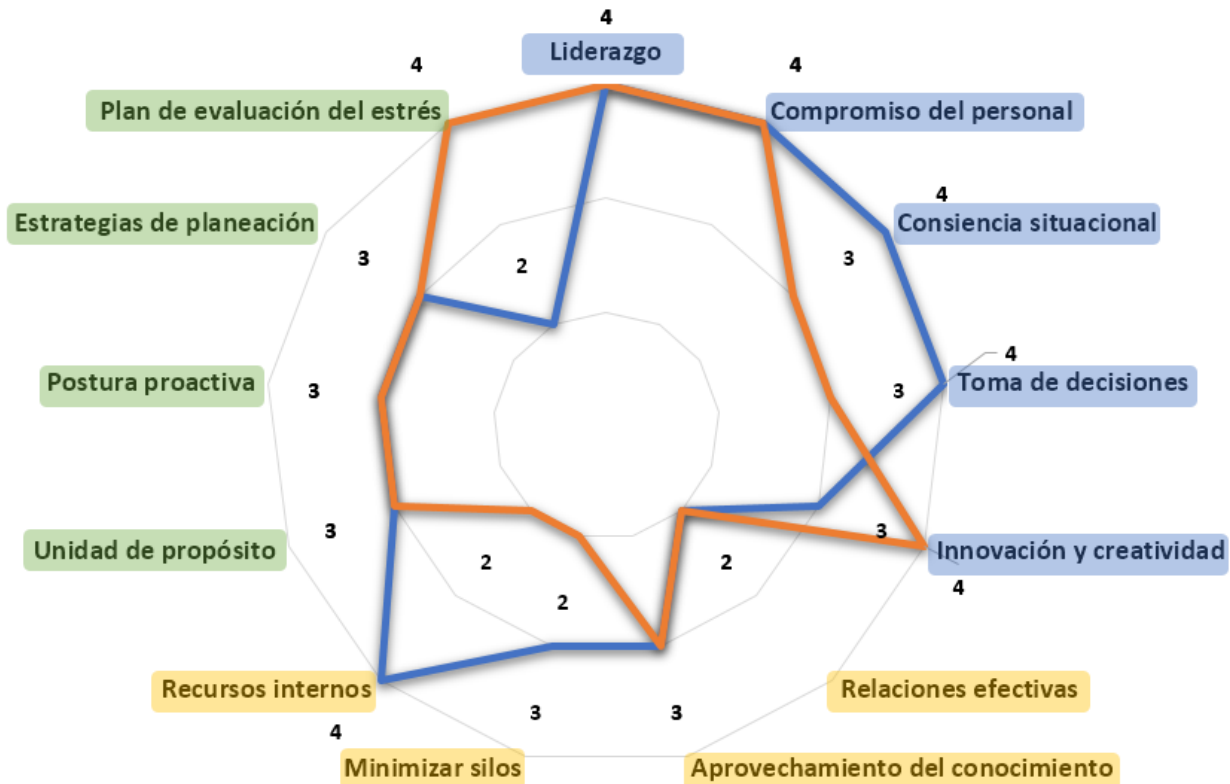 4
Liderazgo
4
4
Plan de evaluación del estrés
Compromiso del personal
4
Estrategias de planeación
Consiencia situacional
3
2
3
4
Postura proactiva
3
3
Toma de decisiones
3
3
Unidad de propósito
Innovación y creatividad
2
2
4
2
Recursos internos
Relaciones efectivas
3
3
4
Minimizar silos
Aprovechamiento del conocimiento